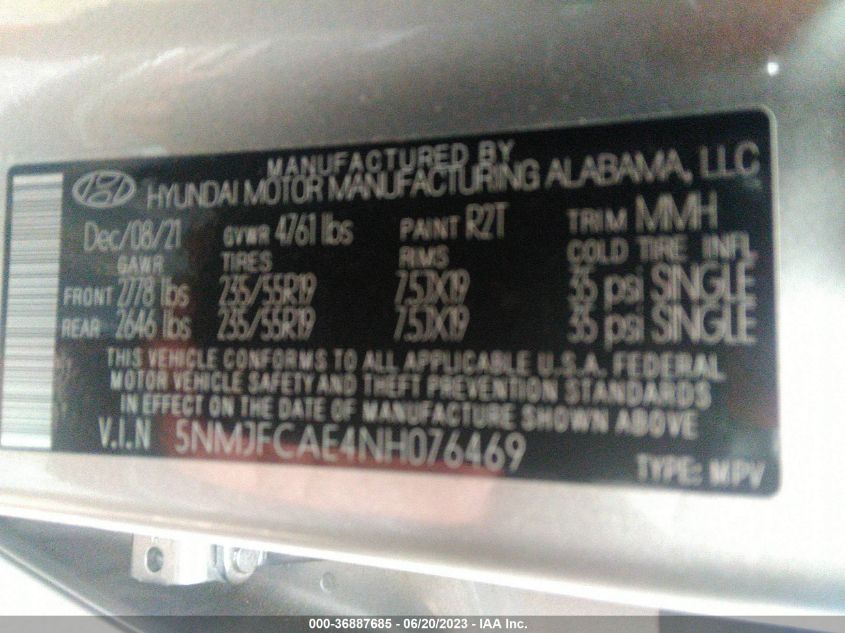 MANUFACTURED BY
HYUNDAI MOTOR MANUFACTURING ALABAMA, LLC
Dec/08/21 GVWR 4761 lbs PAINT R2T TRIM MMH
GAWR TIRES RIMS COLD TIRE INFL
FRONT 2778 lbs 235/55R19 7.5JX19 35 psi SINGLE
REAR 2646 lbs 235/55R19 7.5JX19 35 psi SINGLE
THIS VEHICLE CONFORMS TO ALL APPLICABLE U.S.A. FEDERAL
MOTOR VEHICLE SAFETY AND THEFT PREVENTION STANDARDS
IN EFFECT ON THE DATE OF MANUFACTURE SHOWN ABOVE
V.I.N 5NMJFCAE4NH076469
TYPE: MPV
000-36887685 - 06/20/2023 - IAA Inc.